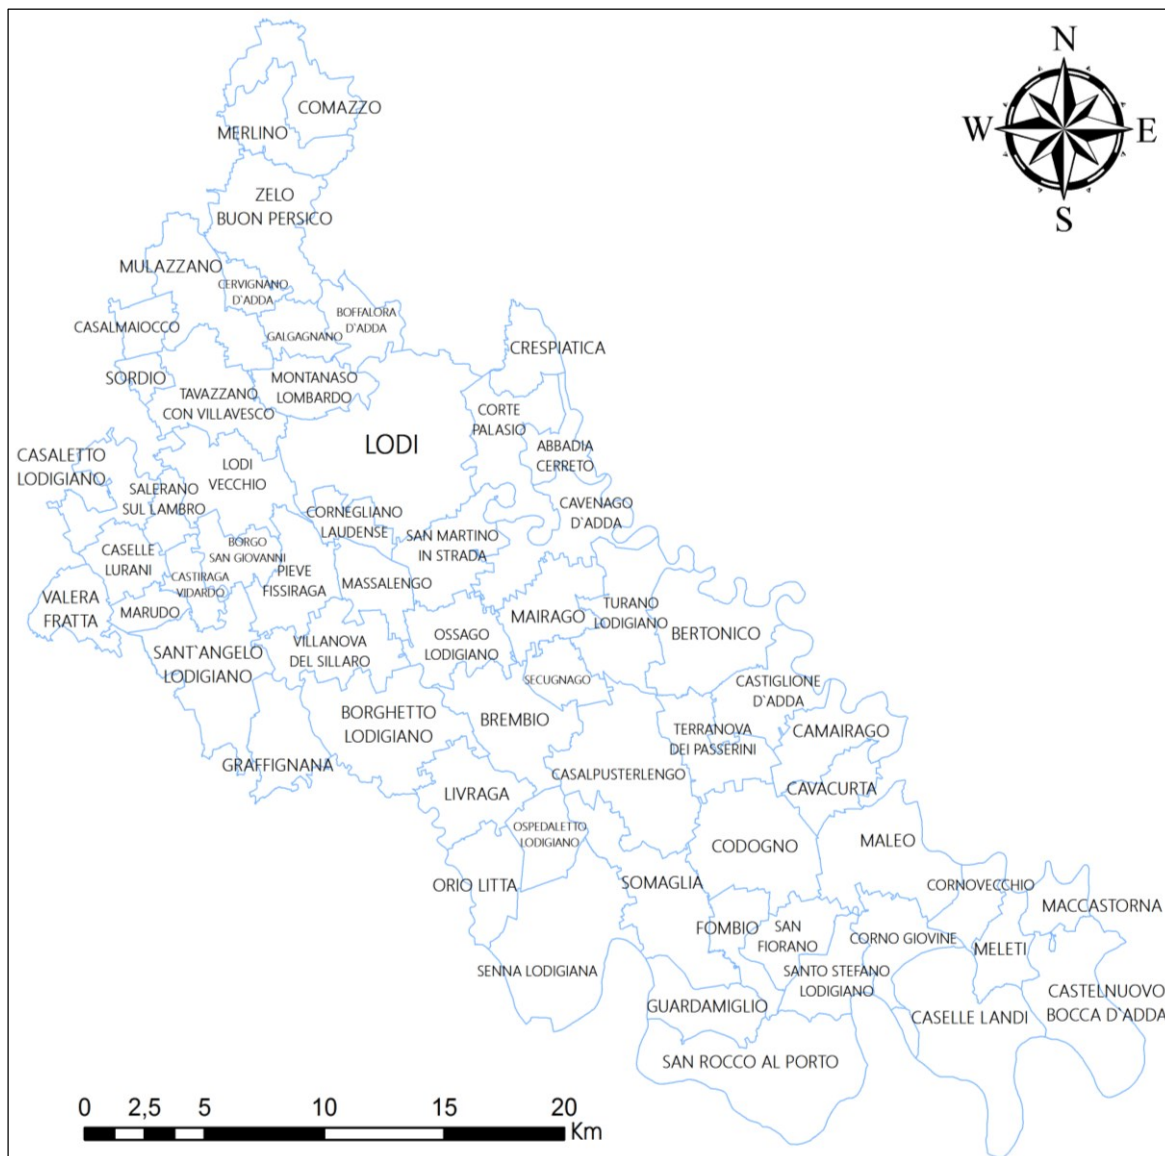 N
W
E
S
COMAZZO
MERLINO
ZELO
BUON PERSICO
MULAZZANO
CERVIGNANO
D`ADDA
BOFFALORA
D`ADDA
CASALMAIOCCO
GALGAGNANO
CRESPIATICA
SORDIO
MONTANASO
LOMBARDO
TAVAZZANO
CON VILLAVESCO
CORTE
PALASIO
LODI
ABBADIA
CERRETO
CASALETTO
LODIGIANO
LODI
VECCHIO
SALERANO
SUL LAMBRO
CAVENAGO
D`ADDA
CORNEGLIANO
LAUDENSE
SAN MARTINO
IN STRADA
BORGO
SAN GIOVANNI
CASELLE
LURANI
PIEVE
FISSIRAGA
CASTIRAGA
VIDARDO
MASSALENGO
VALERA
FRATTA
MARUDO
MAIRAGO
TURANO
LODIGIANO
BERTONICO
SANT`ANGELO
LODIGIANO
VILLANOVA
DEL SILLARO
OSSAGO
LODIGIANO
SECUGNAGO
CASTIGLIONE
D`ADDA
BORGHETTO
LODIGIANO
BREMBIO
TERRANOVA
DEI PASSERINI
CAMAIRAGO
GRAFFIGNANA
CASALPUSTERLENGO
CAVACURTA
LIVRAGA
OSPEDALETTO
LODIGIANO
CODOGNO
MALEO
ORIO LITTA
SOMAGLIA
CORNOVECCHIO
MACCASTORNA
FOMBIO
SAN
FIORANO
CORNO GIOVINE
MELETI
SENNA LODIGIANA
SANTO STEFANO
LODIGIANO
CASTELNUOVO
BOCCA D`ADDA
GUARDAMIGLIO
CASELLE LANDI
SAN ROCCO AL PORTO
0 2,5 5 10 15 20
Km